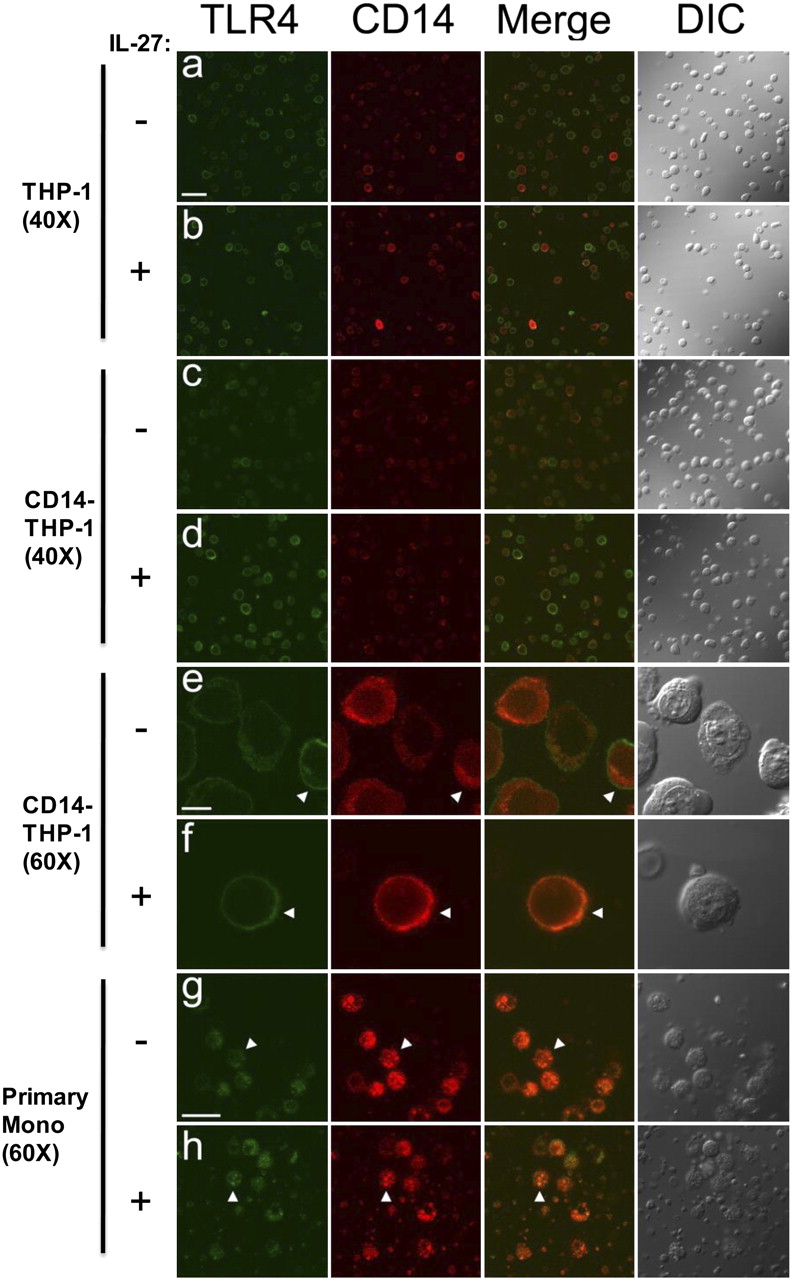 TLR4 CD14 Merge DIC
IL-27:
a
-
THP-1
(40X)
b
+
c
-
CD14-
THP-1
(40X)
d
+
e
-
CD14-
THP-1
(60X)
f
+
g
-
Primary
Mono
(60X)
h
+